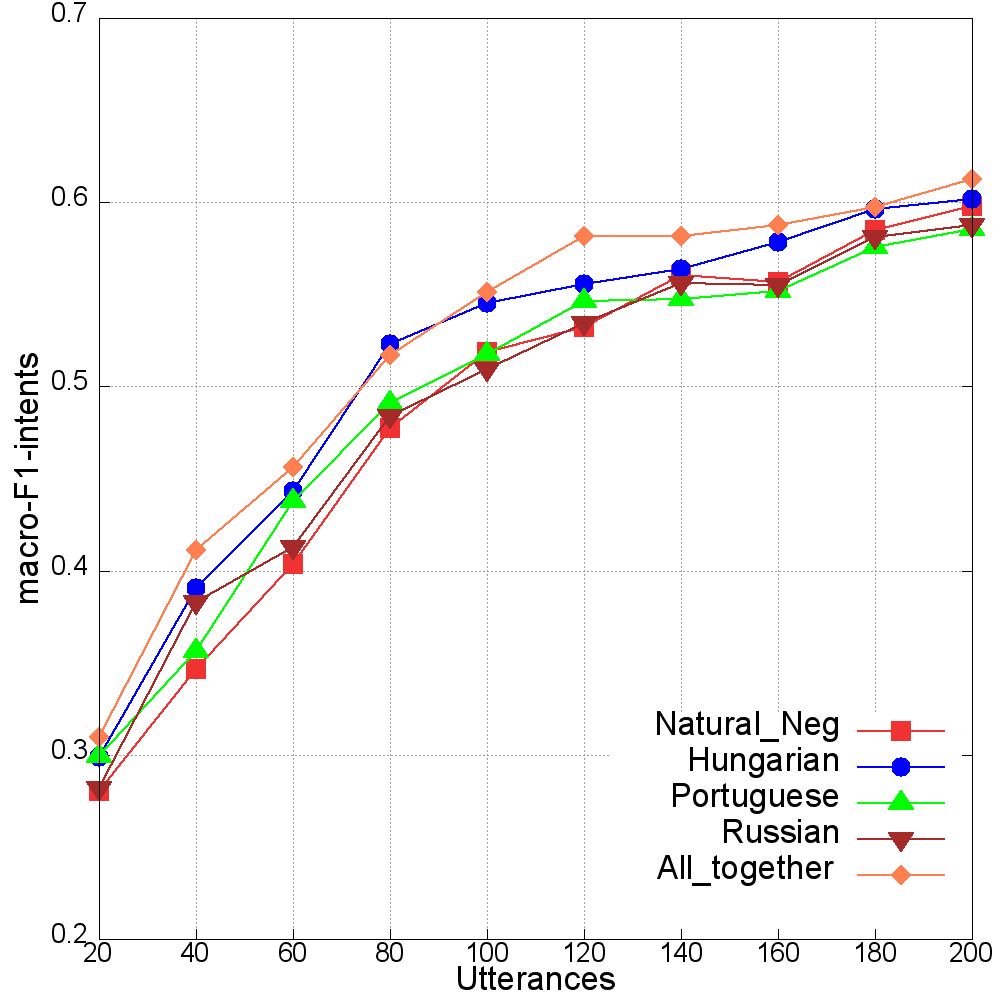 0.7
0.6
0.5
0.4
0.3
0.2
macro-F1-intents
Natural_Neg
Hungarian
Portuguese
Russian
All_together
20 40 60 80 100 120 140 160 180 200
Utterances